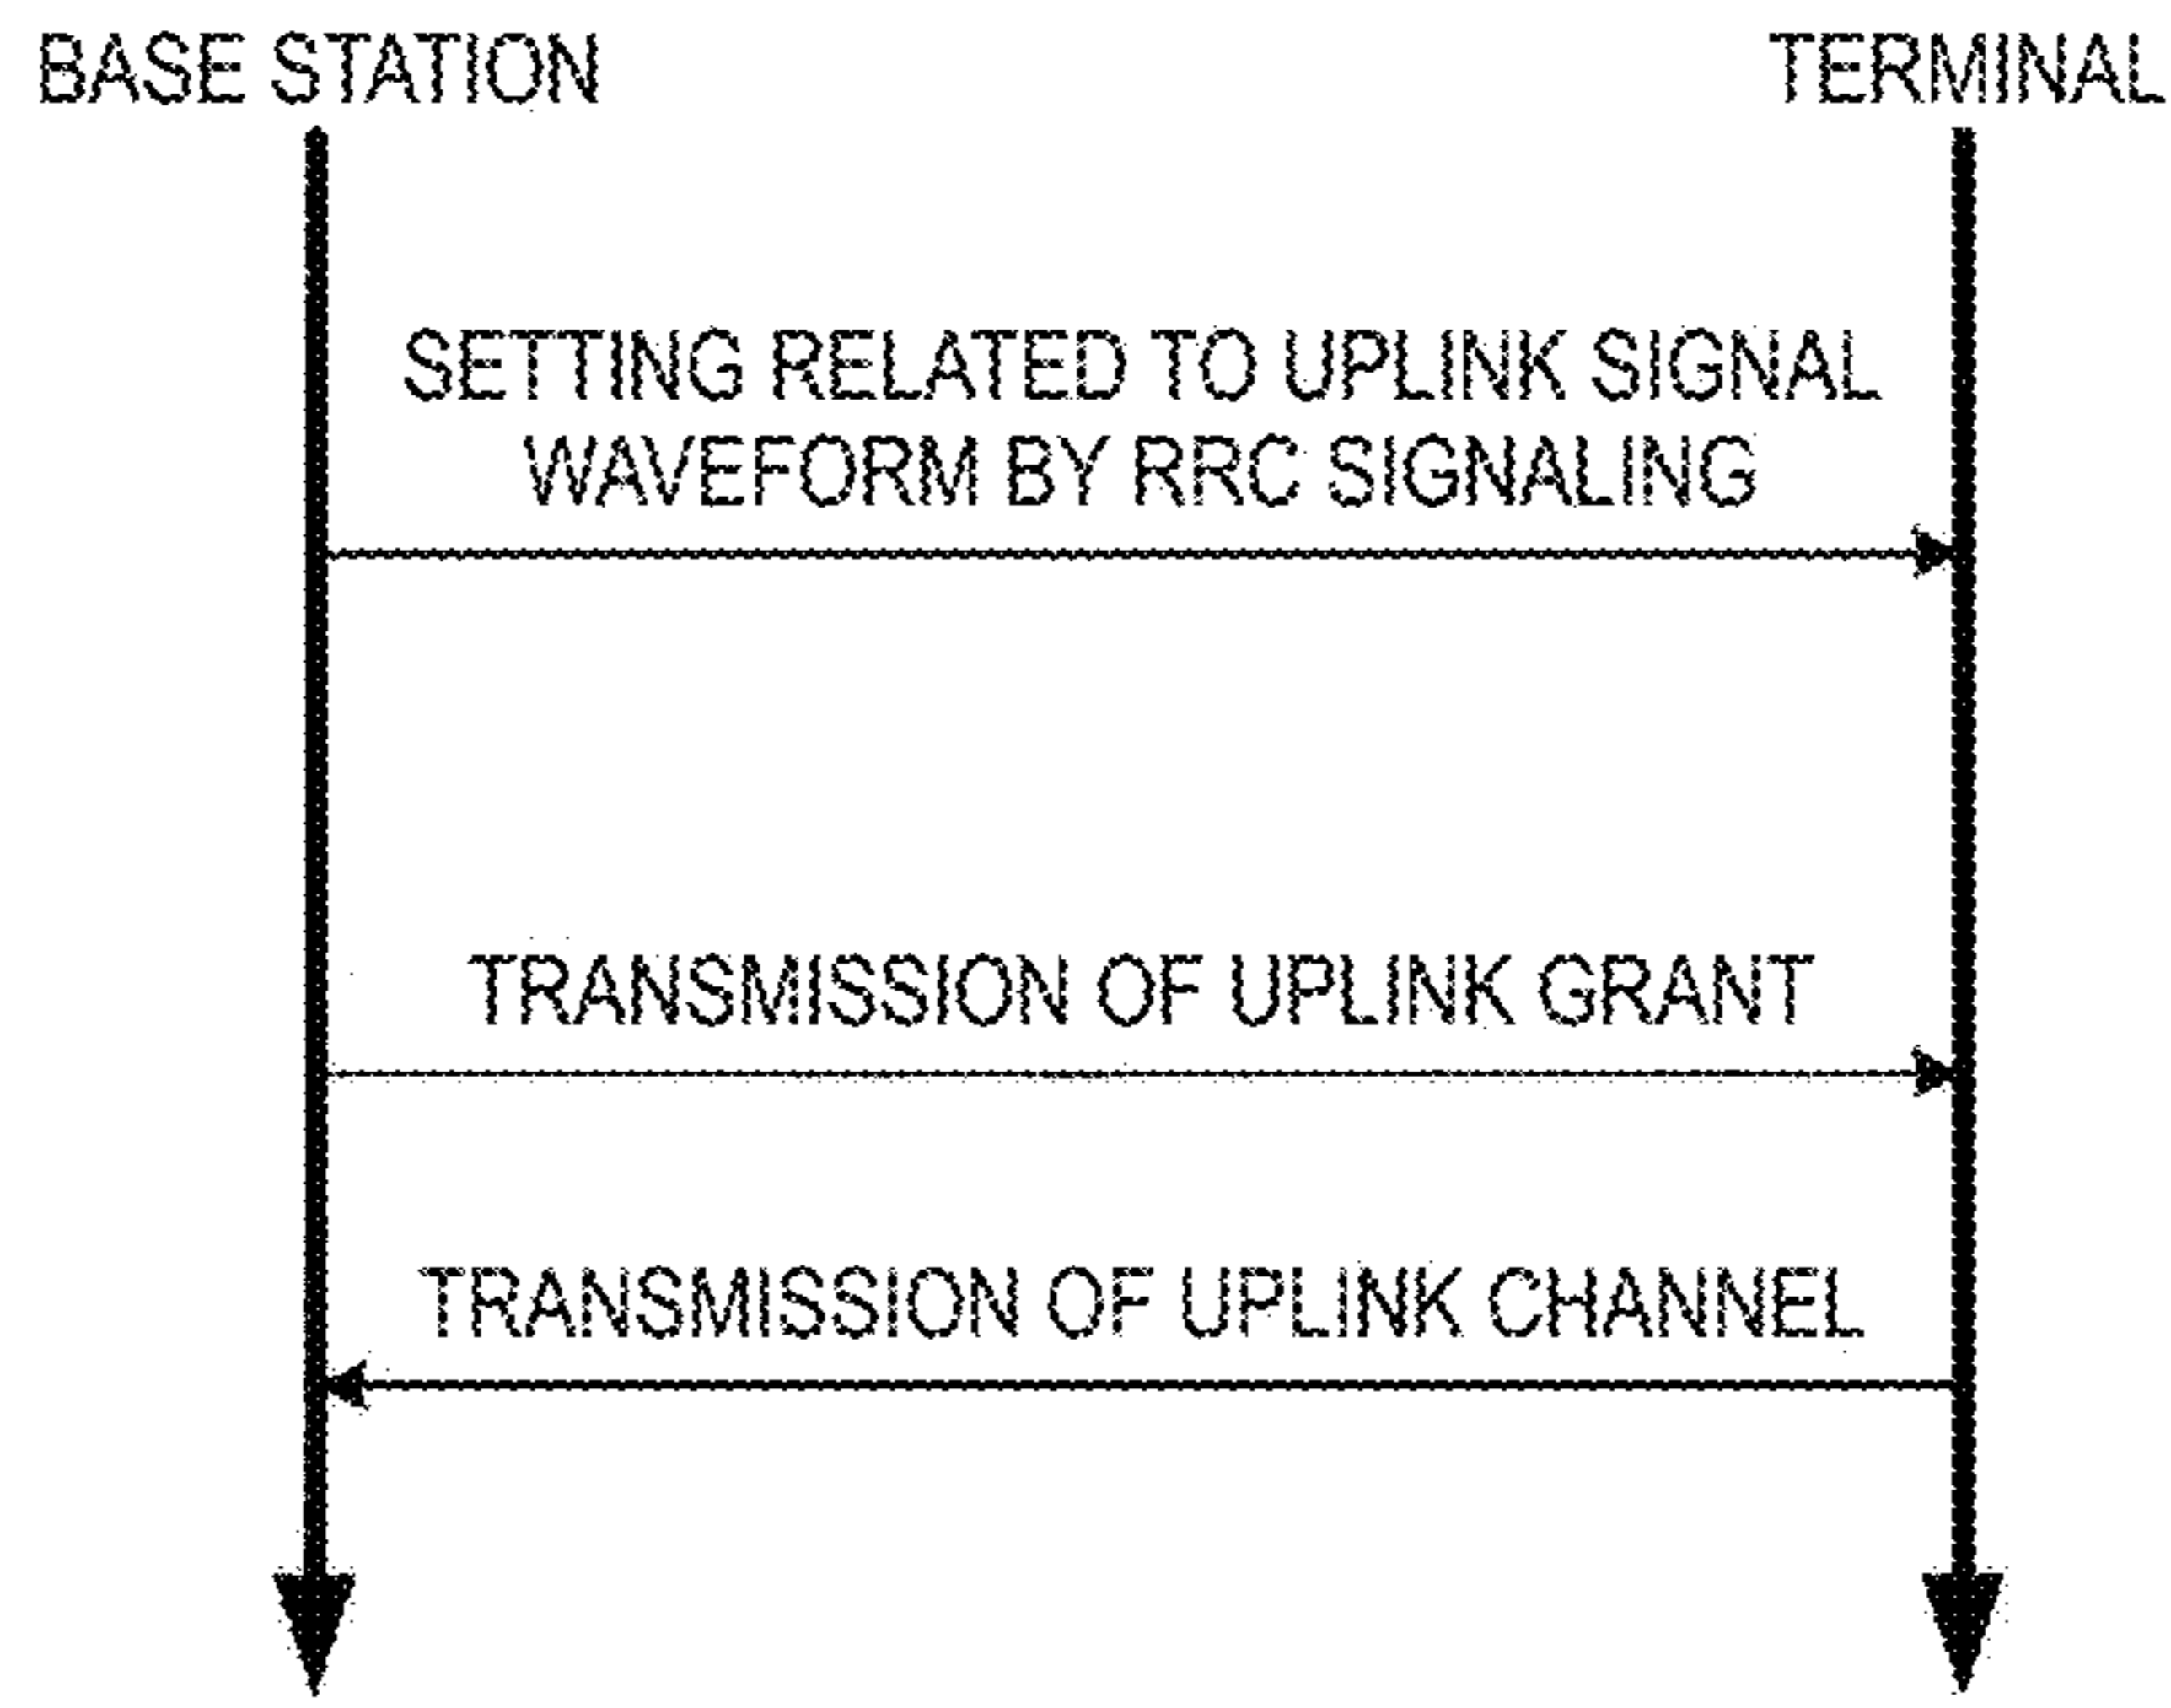 BASE STATION
TERMINAL
SETTING RELATED TO UPLINK SIGNAL
WAVEFORM BY RRC SIGNALING
TRANSMISSION OF UPLINK GRANT
TRANSMISSION OF UPLINK CHANNEL